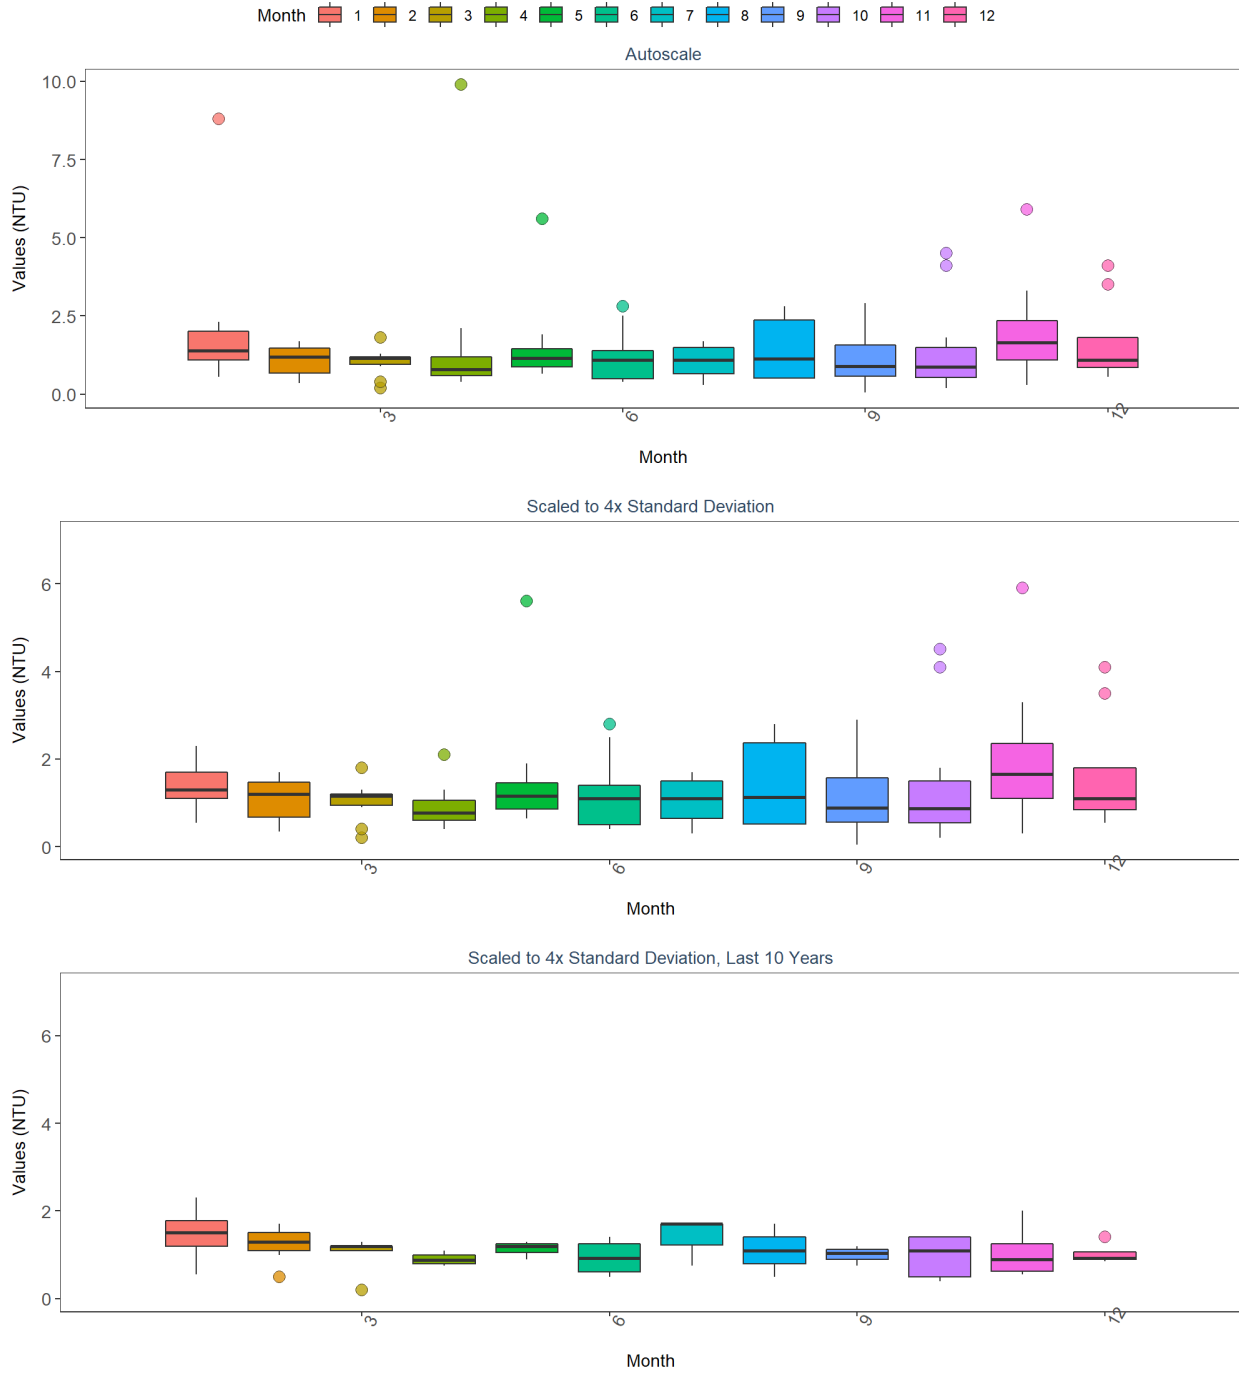 Month 1 2 3 4 5 6 7 8 9 10 11 12
Autoscale
Values (NTU)
10.0
7.5
5.0
2.5
0.0
3 6 9 12
Month
Scaled to 4x Standard Deviation
Values (NTU)
6
4
2
0
3 6 9 12
Month
Scaled to 4x Standard Deviation, Last 10 Years
Values (NTU)
6
4
2
0
3 6 9 12
Month